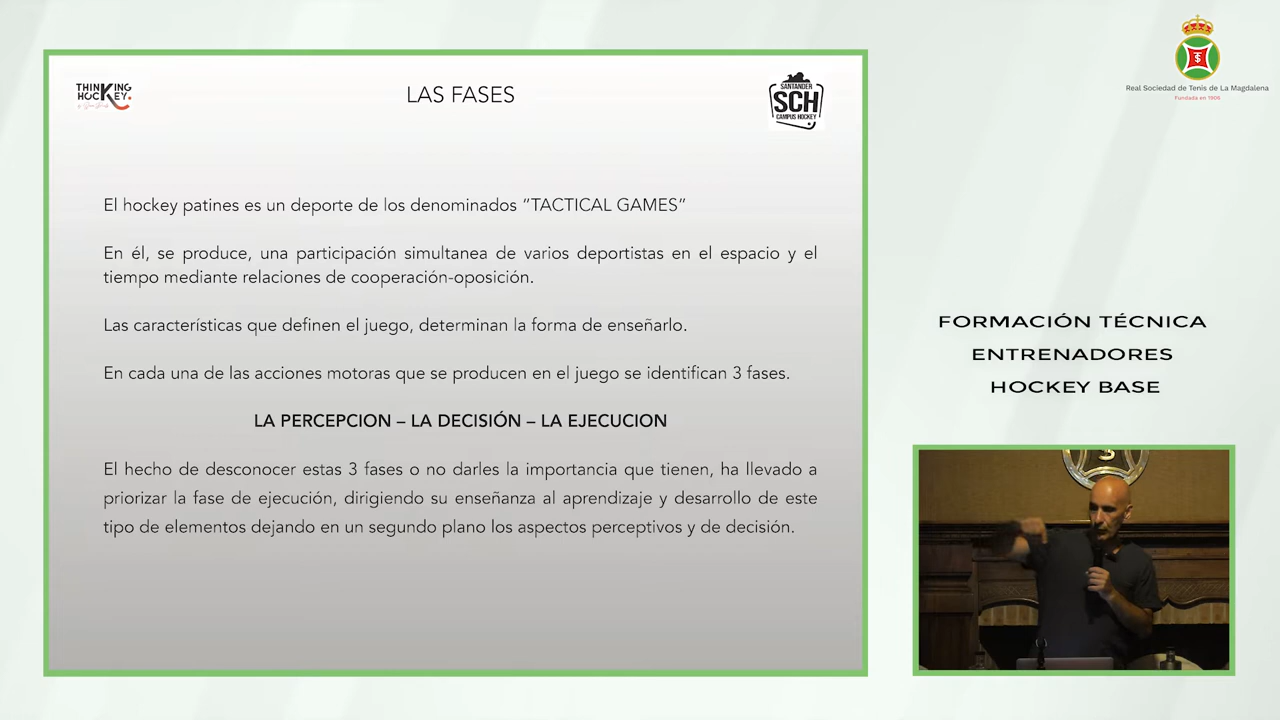 THINKING
HOCKEY.
LAS FASES
SANTANDER
SCH
CAMPUS HOCKEY
El hockey patines es un deporte de los denominados “TACTICAL GAMES”
En él, se produce, una participación simultanea de varios deportistas en el espacio y el
tiempo mediante relaciones de cooperación-oposición.
Las características que definen el juego, determinan la forma de enseñarlo.
En cada una de las acciones motoras que se producen en el juego se identifican 3 fases.
LA PERCEPCION – LA DECISIÓN – LA EJECUCION
El hecho de desconocer estas 3 fases o no darles la importancia que tienen, ha llevado a
priorizar la fase de ejecución, dirigiendo su enseñanza al aprendizaje y desarrollo de este
tipo de elementos dejando en un segundo plano los aspectos perceptivos y de decisión.
Real Sociedad de Tenis de La Magdalena
Fundada en 1906
FORMACIÓN TÉCNICA
ENTRENADORES
HOCKEY BASE